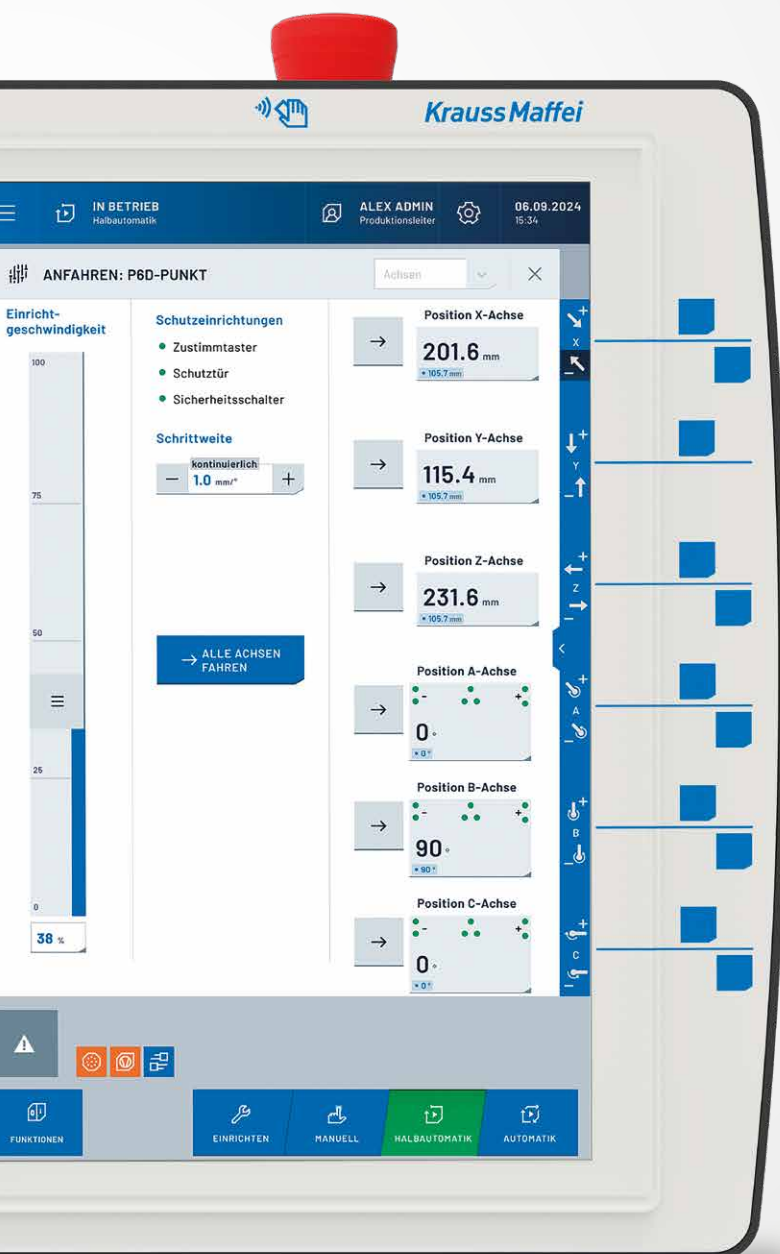 KraussMaffei
IN BETRIEB
Halbautomatik
ALEX ADMIN
Produktionsleiter
06.09.2024
15:34
ANFAHREN: P6D-PUNKT
Achsen
Einricht-
geschwindigkeit
100
75
50
25
0
38 %
Schutzeinrichtungen
Zustimmtaster
Schutztür
Sicherheitsschalter
Schrittweite
kontinuierlich
− 1.0 mm/° +
→ ALLE ACHSEN
FAHREN
Position X-Achse
201.6 mm
105.7 mm
Position Y-Achse
115.4 mm
105.7 mm
Position Z-Achse
231.6 mm
105.7 mm
Position A-Achse
- +
0 °
0 °
Position B-Achse
- +
90 °
90 °
Position C-Achse
- +
0 °
0 °
+
X
−
+
Y
−
+
Z
−
+
A
−
+
B
−
+
C
−
FUNKTIONEN
EINRICHTEN
MANUELL
HALBAUTOMATIK
AUTOMATIK